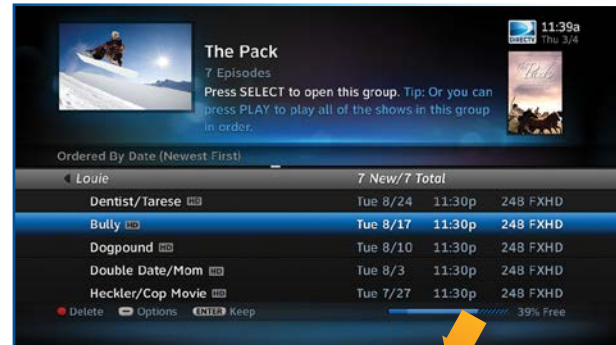 The Pack
7 Episodes
Press SELECT to open this group. Tip: Or you can
press PLAY to play all of the shows in this group
in order.
DIRECTV
11:39a
Thu 3/4
Ordered By Date (Newest First)
Louie 7 New/7 Total
Dentist/Tarese HD Tue 8/24 11:30p 248 FXHD
Bully HD Tue 8/17 11:30p 248 FXHD
Dogpound HD Tue 8/10 11:30p 248 FXHD
Double Date/Mom HD Tue 8/3 11:30p 248 FXHD
Heckler/Cop Movie HD Tue 7/27 11:30p 248 FXHD
Delete Options ENTER Keep 39% Free